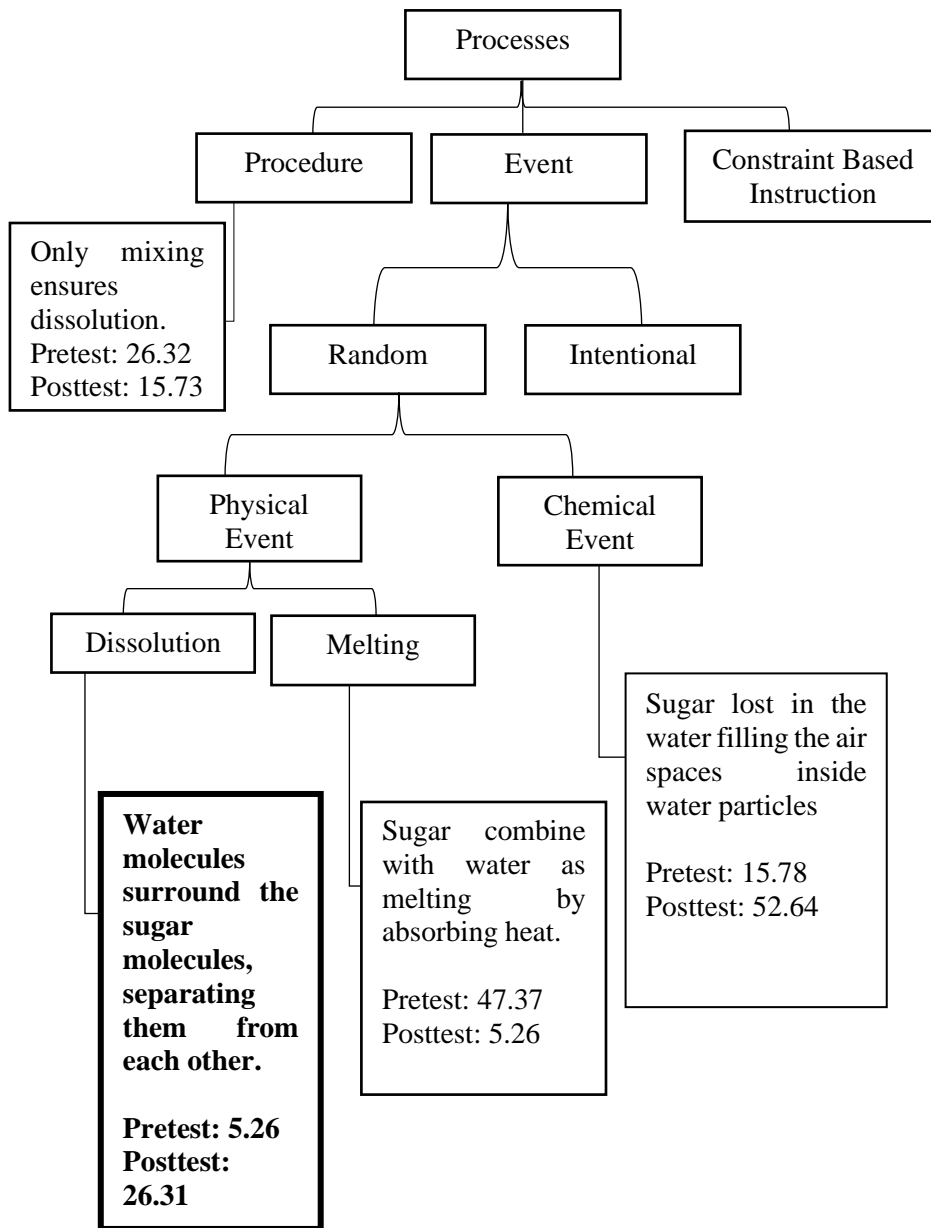 Processes
Procedure
Event
Constraint Based
Instruction
Only mixing
ensures
dissolution.
Pretest: 26.32
Posttest: 15.73
Random
Intentional
Physical
Event
Chemical
Event
Dissolution
Melting
Sugar lost in the
water filling the air
spaces inside
water particles
Pretest: 15.78
Posttest: 52.64
Water
molecules
surround the
sugar
molecules,
separating
them from
each other.
Pretest: 5.26
Posttest:
26.31
Sugar combine
with water as
melting by
absorbing heat.
Pretest: 47.37
Posttest: 5.26